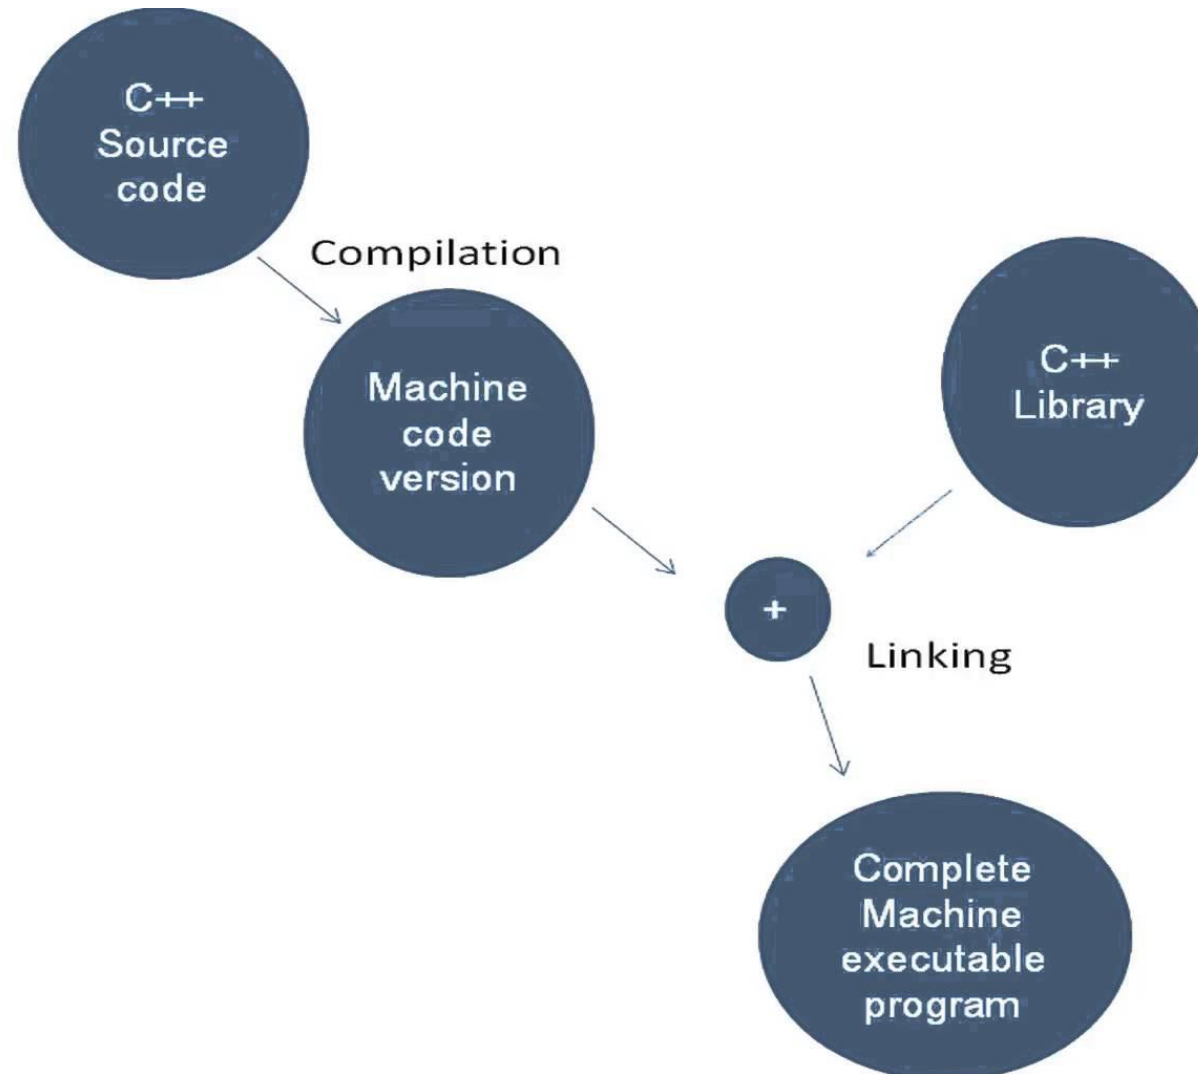 C++
Source
code
Compilation
Machine
code
version
C++
Library
+
Linking
Complete
Machine
executable
program